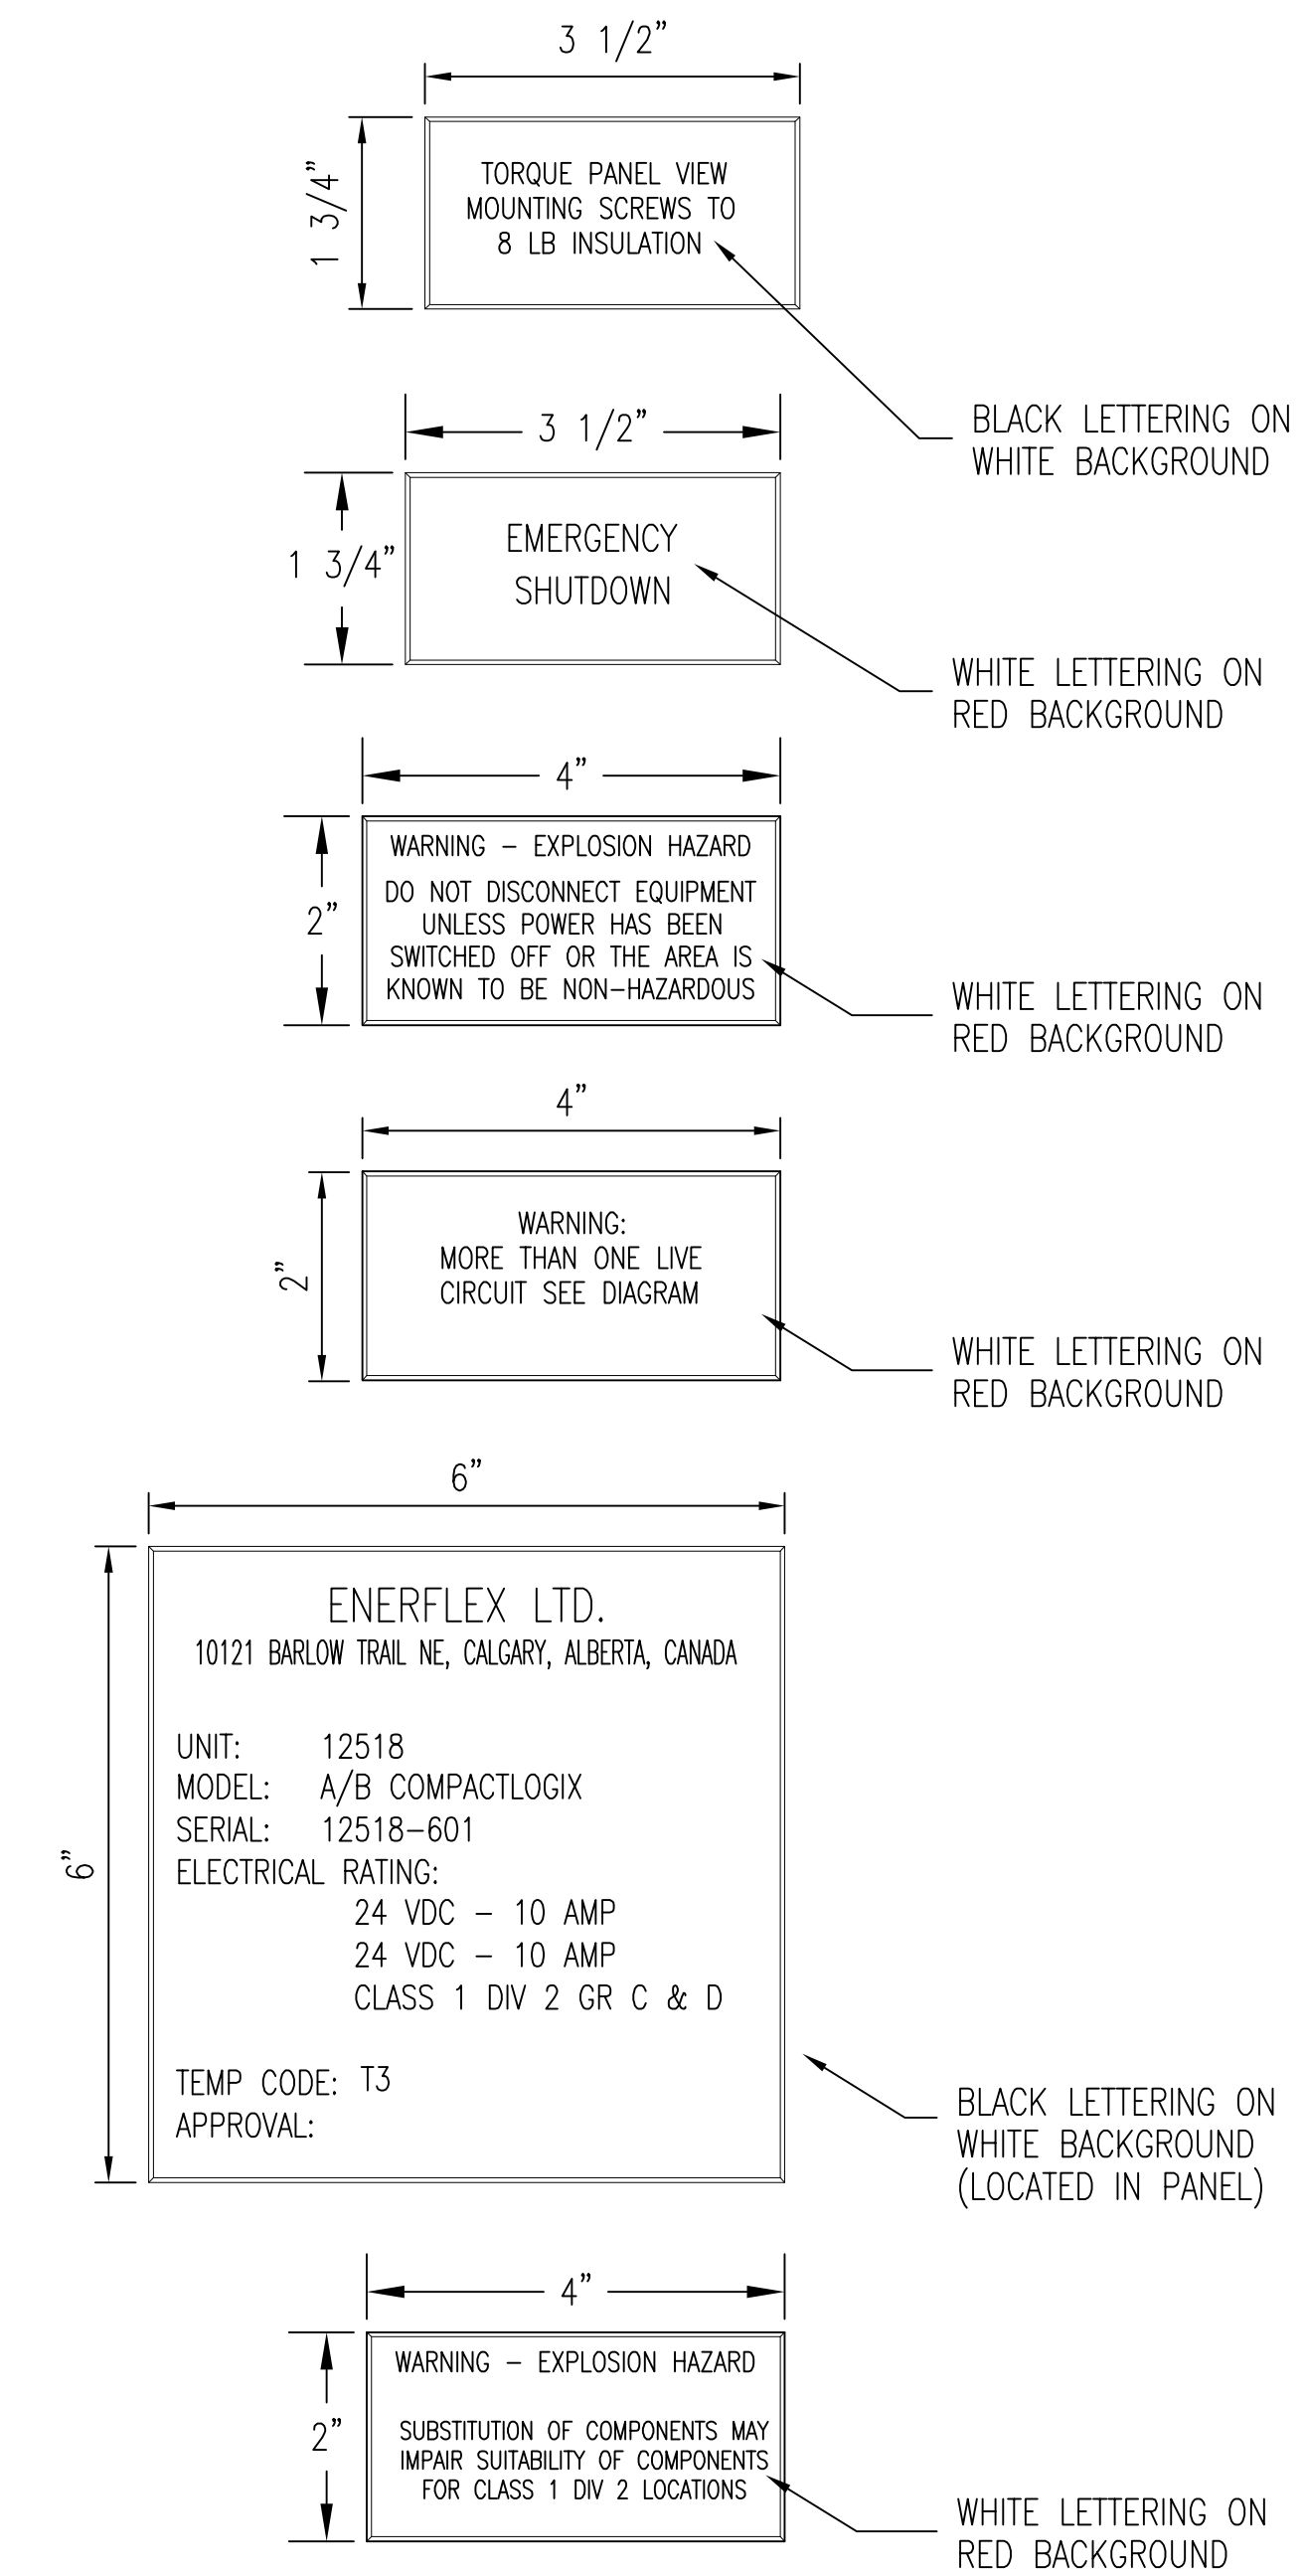 3 1/2”
1 3/4”
TORQUE PANEL VIEW
MOUNTING SCREWS TO
8 LB INSULATION
BLACK LETTERING ON
WHITE BACKGROUND
3 1/2”
1 3/4”
EMERGENCY
SHUTDOWN
WHITE LETTERING ON
RED BACKGROUND
4”
2”
WARNING – EXPLOSION HAZARD
DO NOT DISCONNECT EQUIPMENT
UNLESS POWER HAS BEEN
SWITCHED OFF OR THE AREA IS
KNOWN TO BE NON–HAZARDOUS
WHITE LETTERING ON
RED BACKGROUND
4”
2”
WARNING:
MORE THAN ONE LIVE
CIRCUIT SEE DIAGRAM
WHITE LETTERING ON
RED BACKGROUND
6”
6”
ENERFLEX LTD.
10121 BARLOW TRAIL NE, CALGARY, ALBERTA, CANADA
UNIT: 12518
MODEL: A/B COMPACTLOGIX
SERIAL: 12518–601
ELECTRICAL RATING:
24 VDC – 10 AMP
24 VDC – 10 AMP
CLASS 1 DIV 2 GR C & D
TEMP CODE: T3
APPROVAL:
BLACK LETTERING ON
WHITE BACKGROUND
(LOCATED IN PANEL)
4”
2”
WARNING – EXPLOSION HAZARD
SUBSTITUTION OF COMPONENTS MAY
IMPAIR SUITABILITY OF COMPONENTS
FOR CLASS 1 DIV 2 LOCATIONS
WHITE LETTERING ON
RED BACKGROUND